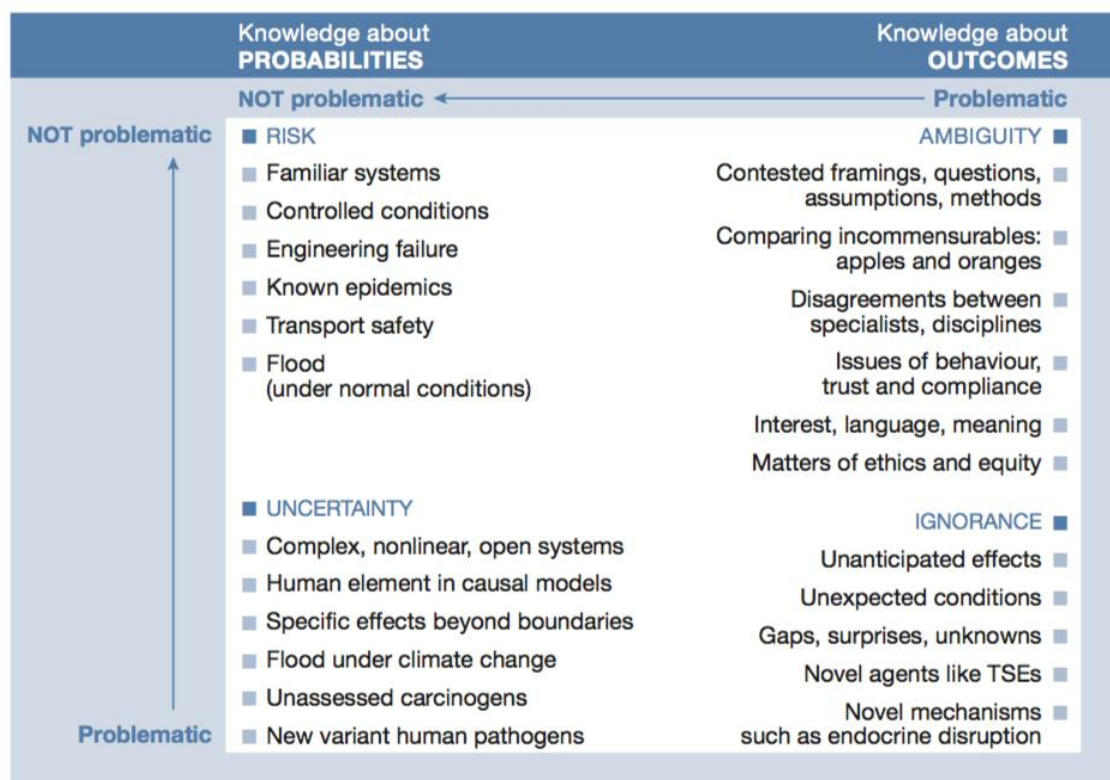 Knowledge about
PROBABILITIES
Knowledge about
OUTCOMES
NOT problematic
Problematic
NOT problematic
RISK
Familiar systems
Controlled conditions
Engineering failure
Known epidemics
Transport safety
Flood
(under normal conditions)
AMBIGUITY
Contested framings, questions,
assumptions, methods
Comparing incommensurables:
apples and oranges
Disagreements between
specialists, disciplines
Issues of behaviour,
trust and compliance
Interest, language, meaning
Matters of ethics and equity
UNCERTAINTY
Complex, nonlinear, open systems
Human element in causal models
Specific effects beyond boundaries
Flood under climate change
Unassessed carcinogens
New variant human pathogens
IGNORANCE
Unanticipated effects
Unexpected conditions
Gaps, surprises, unknowns
Novel agents like TSEs
Novel mechanisms
such as endocrine disruption
Problematic